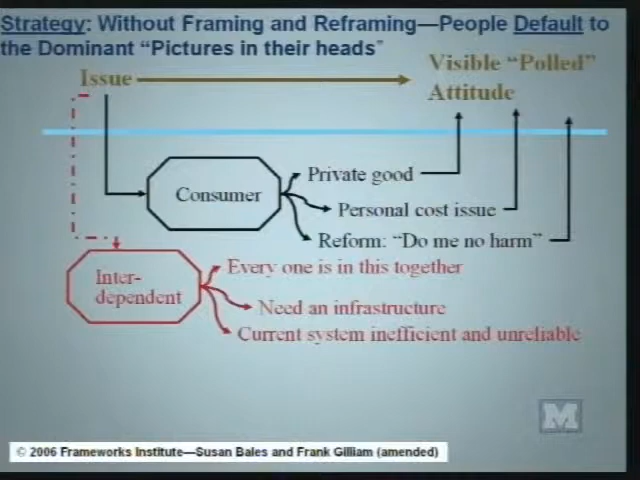 Strategy: Without Framing and Reframing—People Default to
the Dominant “Pictures in their heads”
Issue
Visible “Polled”
Attitude
Consumer
Private good
Personal cost issue
Reform: “Do me no harm”
Inter-
dependent
Every one is in this together
Need an infrastructure
Current system inefficient and unreliable
M
© 2006 Frameworks Institute—Susan Bales and Frank Gilliam (amended)